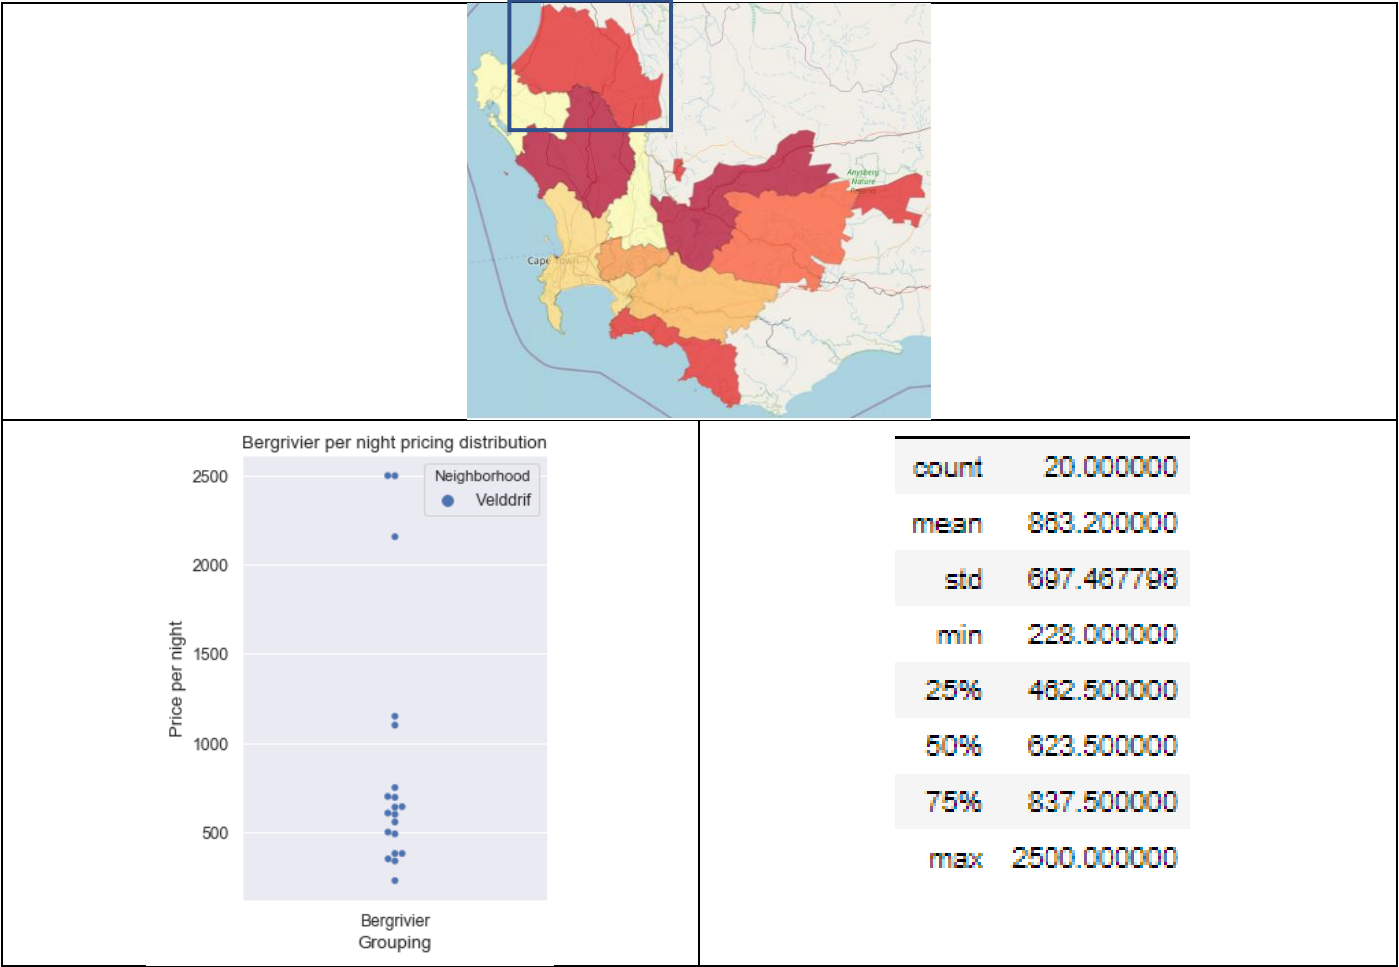 Anysberg
Nature
Cape Town
Bergrivier per night pricing distribution
Neighborhood
Velddrif
2500
2000
1500
1000
500
Price per night
Bergrivier
Grouping
count 20.000000
mean 863.200000
std 697.467796
min 228.000000
25% 462.500000
50% 623.500000
75% 837.500000
max 2500.000000